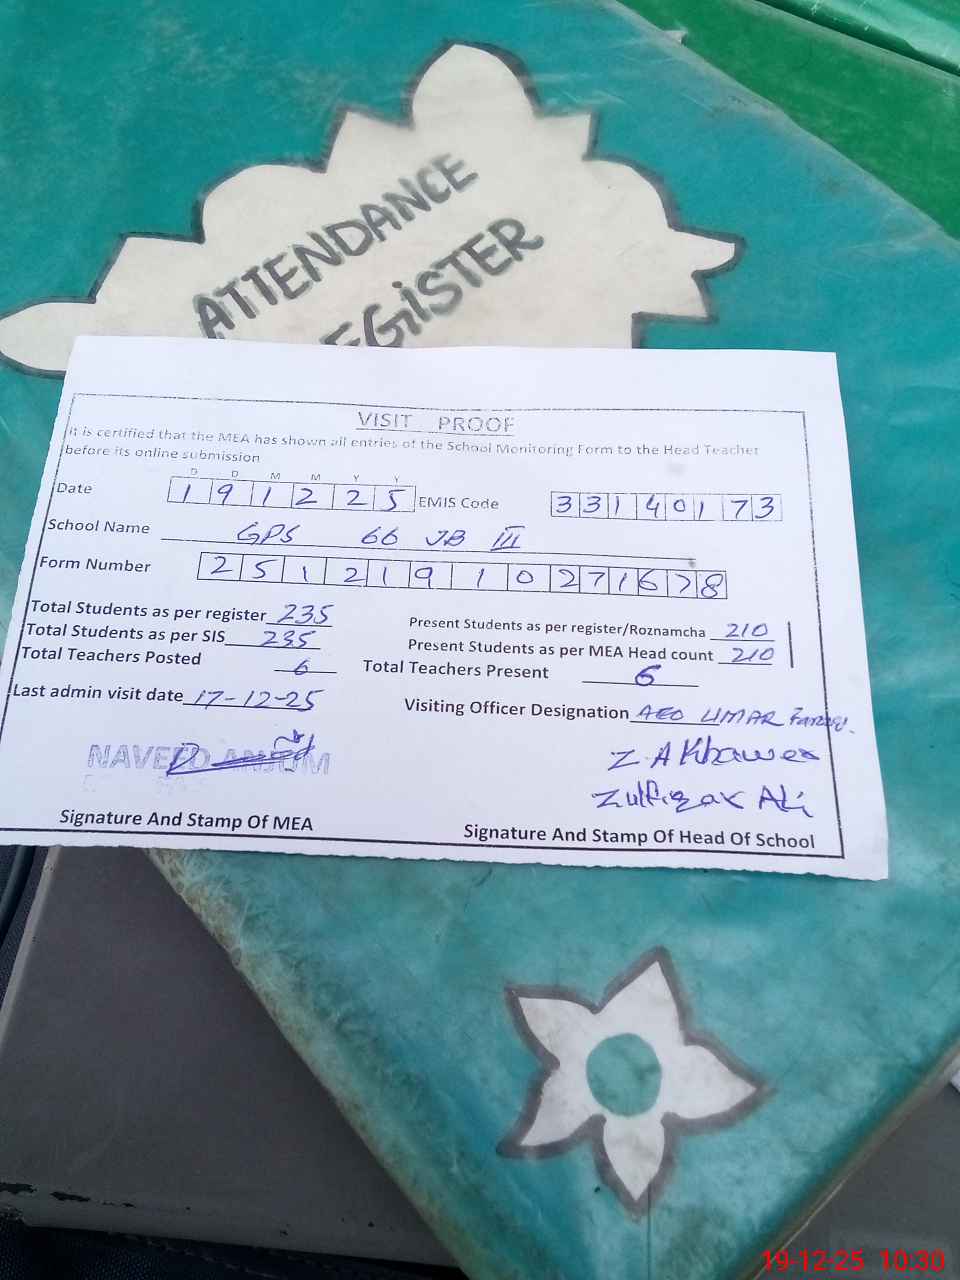 ATTENDANCE
REGISTER
VISIT PROOF
It is certified that the MEA has shown all entries of the School Monitoring Form to the Head Teacher
before its online submission
D D M M Y Y
Date 1 9 1 2 2 5 EMIS Code 3 3 1 4 0 1 7 3
School Name GPS 66 JB III
Form Number 2 5 1 2 1 9 1 0 2 7 1 6 7 8
Total Students as per register 235 Present Students as per register/Roznamcha 210
Total Students as per SIS 235 Present Students as per MEA Head count 210
Total Teachers Posted 6 Total Teachers Present 6
Last admin visit date 17-12-25 Visiting Officer Designation AEO UMAR Farooq.
NAVEED ANJUM
Z.A Khawer
Zulfiqar Ali
Signature And Stamp Of MEA Signature And Stamp Of Head Of School
19-12-25 10:30